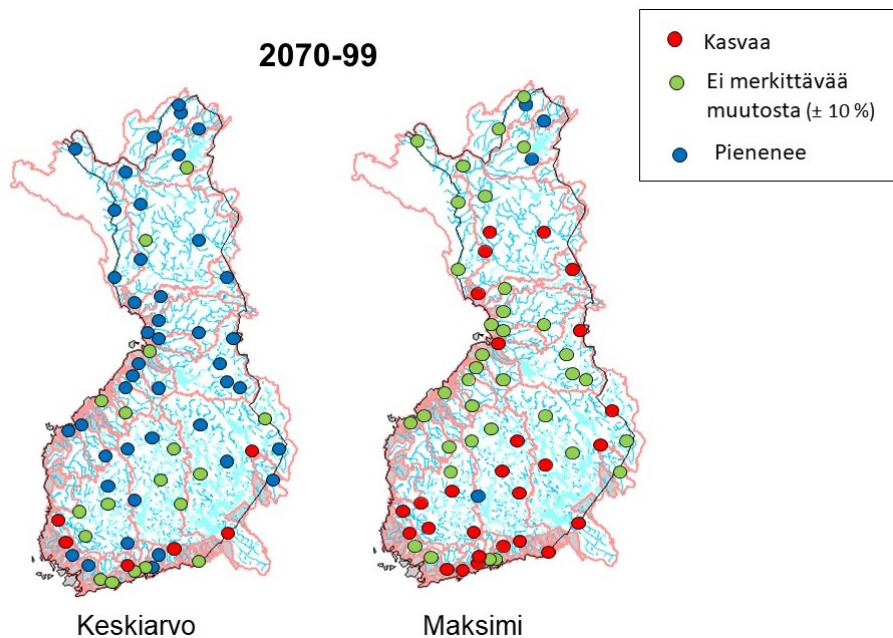 2070-99
Kasvaa
Ei merkittävää
muutosta (± 10 %)
Pienenee
Keskiarvo
Maksimi